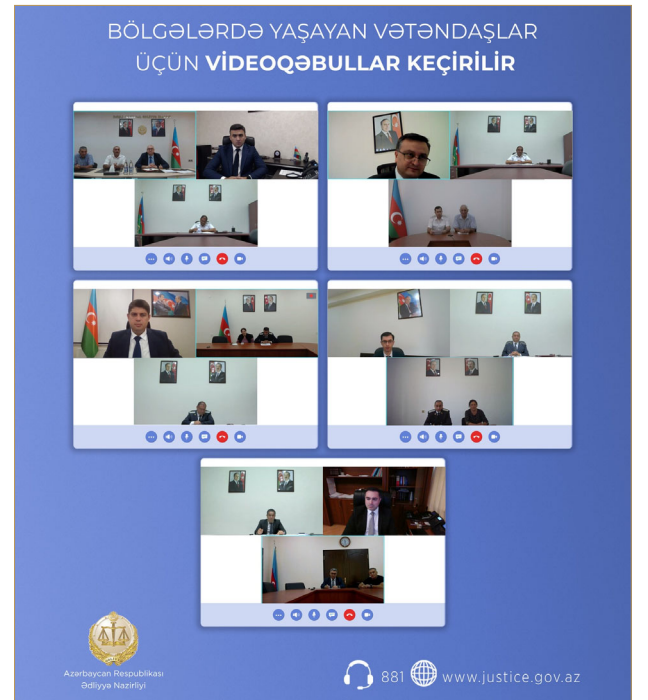 BÖLGƏLƏRDƏ YAŞAYAN VƏTƏNDAŞLAR
ÜÇÜN VİDEOQƏBULLAR KEÇİRİLİR
Azərbaycan Respublikası
Ədliyyə Nazirliyi
881 www.justice.gov.az